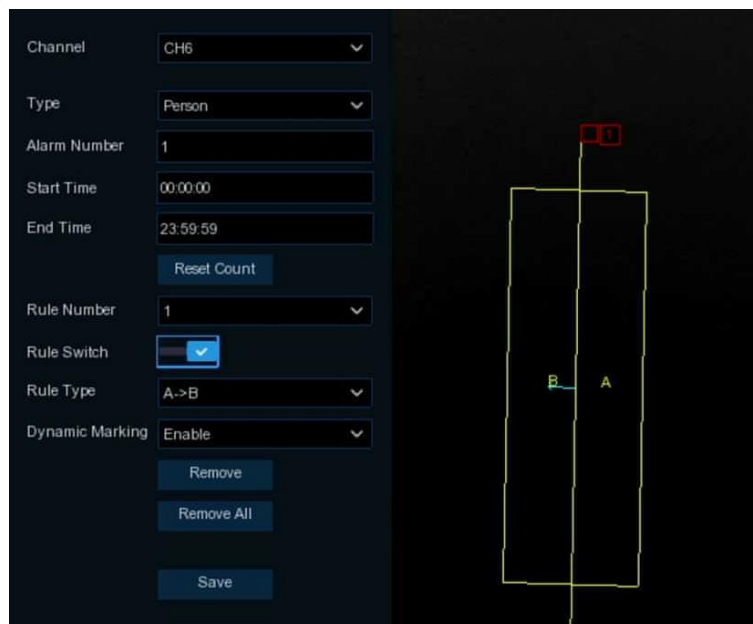 Channel CH6
Type Person
Alarm Number 1
Start Time 00:00:00
End Time 23:59:59
Reset Count
Rule Number 1
Rule Switch
Rule Type A->B
Dynamic Marking Enable
Remove
Remove All
Save
1
B A